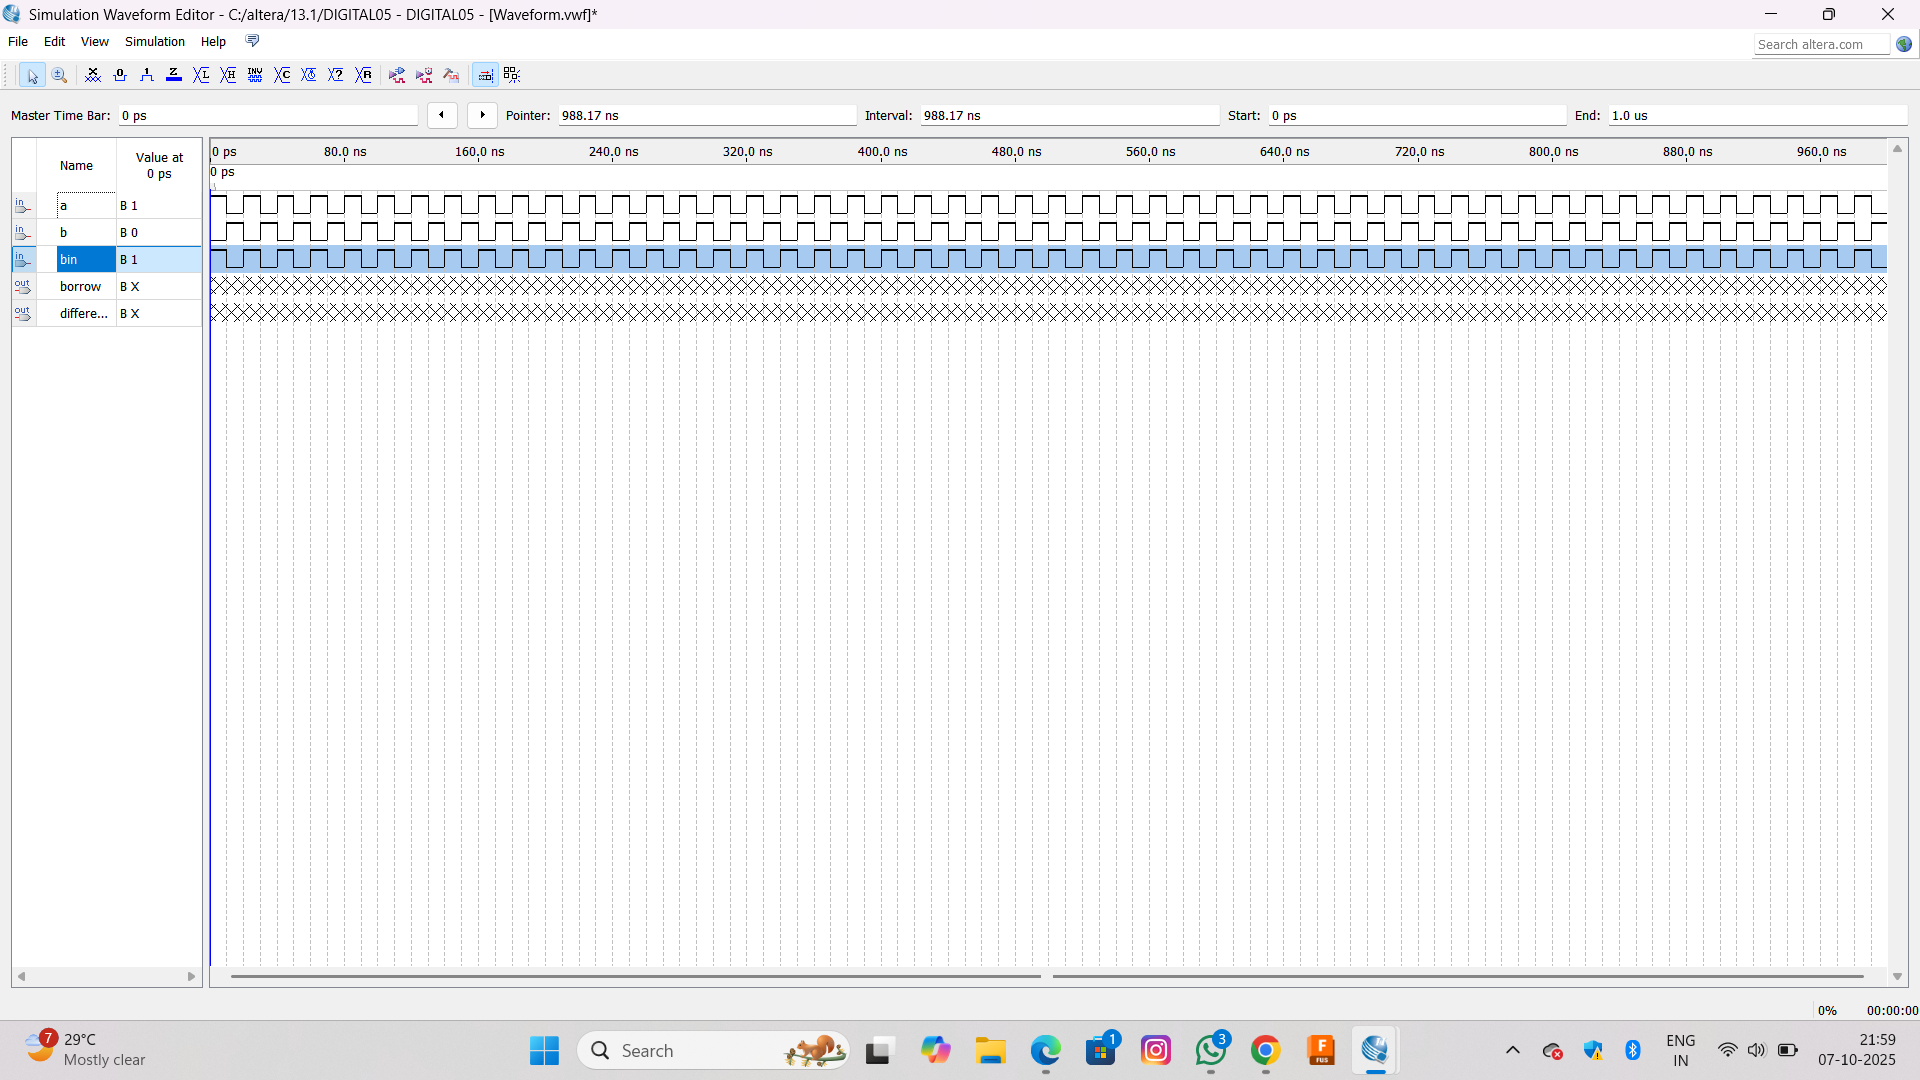 Simulation Waveform Editor - C:/altera/13.1/DIGITAL05 - DIGITAL05 - [Waveform.vwf]*
File Edit View Simulation Help
Search altera.com
Master Time Bar: 0 ps Pointer: 988.17 ns Interval: 988.17 ns Start: 0 ps End: 1.0 us
Name Value at 0 ps
0 ps 80.0 ns 160.0 ns 240.0 ns 320.0 ns 400.0 ns 480.0 ns 560.0 ns 640.0 ns 720.0 ns 800.0 ns 880.0 ns 960.0 ns
0 ps
in a B 1
in b B 0
in bin B 1
out borrow B X
out differe... B X
0% 00:00:00
7 29°C
Mostly clear
Search
1
3
F
FUS
ENG
IN
21:59
07-10-2025